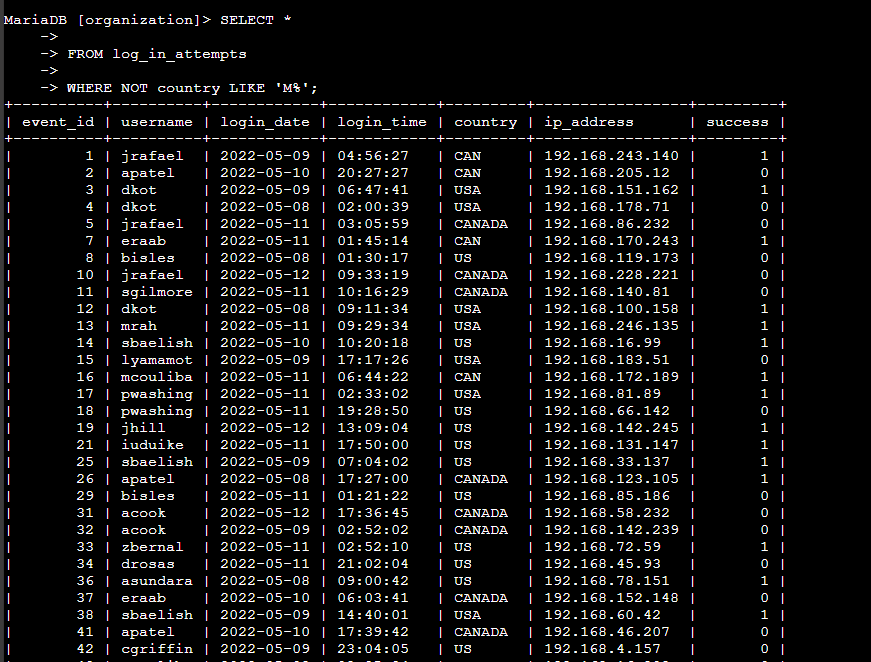 MariaDB [organization]> SELECT *
    ->
    -> FROM log_in_attempts
    ->
    -> WHERE NOT country LIKE 'M%';
+----------+----------+------------+------------+---------+-----------------+---------+
| event_id | username | login_date | login_time | country | ip_address      | success |
+----------+----------+------------+------------+---------+-----------------+---------+
|        1 | jrafael  | 2022-05-09 | 04:56:27   | CAN     | 192.168.243.140 |       1 |
|        2 | apatel   | 2022-05-10 | 20:27:27   | CAN     | 192.168.205.12  |       0 |
|        3 | dkot     | 2022-05-09 | 06:47:41   | USA     | 192.168.151.162 |       1 |
|        4 | dkot     | 2022-05-08 | 02:00:39   | USA     | 192.168.178.71  |       0 |
|        5 | jrafael  | 2022-05-11 | 03:05:59   | CANADA  | 192.168.86.232  |       0 |
|        7 | eraab    | 2022-05-11 | 01:45:14   | CAN     | 192.168.170.243 |       1 |
|        8 | bisles   | 2022-05-08 | 01:30:17   | US      | 192.168.119.173 |       0 |
|       10 | jrafael  | 2022-05-12 | 09:33:19   | CANADA  | 192.168.228.221 |       0 |
|       11 | sgilmore | 2022-05-11 | 10:16:29   | CANADA  | 192.168.140.81  |       0 |
|       12 | dkot     | 2022-05-08 | 09:11:34   | USA     | 192.168.100.158 |       1 |
|       13 | mrah     | 2022-05-11 | 09:29:34   | USA     | 192.168.246.135 |       1 |
|       14 | sbaelish | 2022-05-10 | 10:20:18   | US      | 192.168.16.99   |       1 |
|       15 | lyamamot | 2022-05-09 | 17:17:26   | USA     | 192.168.183.51  |       0 |
|       16 | mcouliba | 2022-05-11 | 06:44:22   | CAN     | 192.168.172.189 |       1 |
|       17 | pwashing | 2022-05-11 | 02:33:02   | USA     | 192.168.81.89   |       1 |
|       18 | pwashing | 2022-05-11 | 19:28:50   | US      | 192.168.66.142  |       0 |
|       19 | jhill    | 2022-05-12 | 13:09:04   | US      | 192.168.142.245 |       1 |
|       21 | iuduike  | 2022-05-11 | 17:50:00   | US      | 192.168.131.147 |       1 |
|       25 | sbaelish | 2022-05-09 | 07:04:02   | US      | 192.168.33.137  |       1 |
|       26 | apatel   | 2022-05-08 | 17:27:00   | CANADA  | 192.168.123.105 |       1 |
|       29 | bisles   | 2022-05-11 | 01:21:22   | US      | 192.168.85.186  |       0 |
|       31 | acook    | 2022-05-12 | 17:36:45   | CANADA  | 192.168.58.232  |       0 |
|       32 | acook    | 2022-05-09 | 02:52:02   | CANADA  | 192.168.142.239 |       0 |
|       33 | zbernal  | 2022-05-11 | 02:52:10   | US      | 192.168.72.59   |       1 |
|       34 | drosas   | 2022-05-11 | 21:02:04   | US      | 192.168.45.93   |       0 |
|       36 | asundara | 2022-05-08 | 09:00:42   | US      | 192.168.78.151  |       1 |
|       37 | eraab    | 2022-05-10 | 06:03:41   | CANADA  | 192.168.152.148 |       0 |
|       38 | sbaelish | 2022-05-09 | 14:40:01   | USA     | 192.168.60.42   |       1 |
|       41 | apatel   | 2022-05-10 | 17:39:42   | CANADA  | 192.168.46.207  |       0 |
|       42 | cgriffin | 2022-05-09 | 23:04:05   | US      | 192.168.4.157   |       0 |